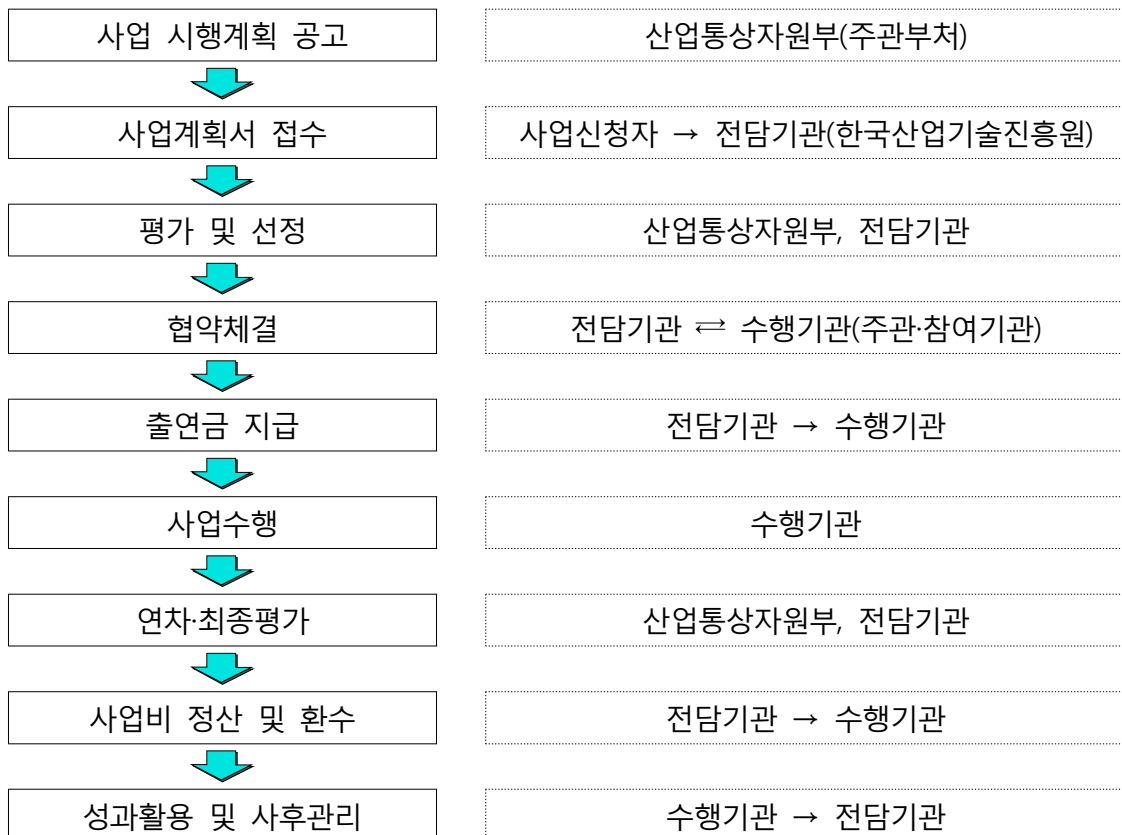 사업 시행계획 공고
산업통상자원부(주관부처)
사업계획서 접수
사업신청자 → 전담기관(한국산업기술진흥원)
평가 및 선정
산업통상자원부, 전담기관
협약체결
전담기관 ⇄ 수행기관(주관·참여기관)
출연금 지급
전담기관 → 수행기관
사업수행
수행기관
연차·최종평가
산업통상자원부, 전담기관
사업비 정산 및 환수
전담기관 → 수행기관
성과활용 및 사후관리
수행기관 → 전담기관